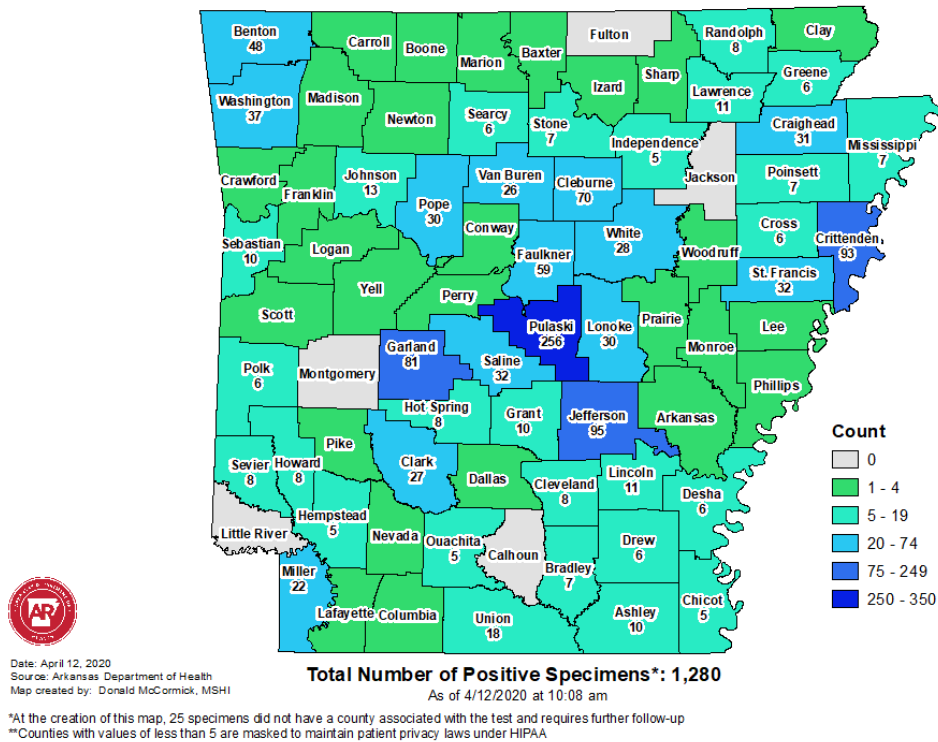 Benton
48
Carroll
Boone
Marion
Baxter
Fulton
Randolph
8
Clay
Sharp
Izard
Greene
6
Lawrence
11
Washington
37
Madison
Newton
Searcy
6
Stone
7
Independence
5
Craighead
31
Mississippi
7
Jackson
Poinsett
7
Crawford
Franklin
Johnson
13
Pope
30
Van Buren
26
Cleburne
70
Conway
White
28
Woodruff
Cross
6
Crittenden
93
Sebastian
10
Logan
Faulkner
59
St. Francis
32
Yell
Perry
Scott
Pulaski
256
Lonoke
30
Prairie
Monroe
Lee
Garland
81
Saline
32
Montgomery
Polk
6
Phillips
Hot Spring
8
Grant
10
Jefferson
95
Arkansas
Pike
Clark
27
Sevier
8
Howard
8
Dallas
Cleveland
8
Lincoln
11
Desha
6
Hempstead
5
Little River
Nevada
Ouachita
5
Calhoun
Bradley
7
Drew
6
Miller
22
Lafayette
Columbia
Union
18
Ashley
10
Chicot
5
Count
0
1 - 4
5 - 19
20 - 74
75 - 249
250 - 350
AR
Date: April 12, 2020
Source: Arkansas Department of Health
Map created by: Donald McCormick, MSHI
Total Number of Positive Specimens*: 1,280
As of 4/12/2020 at 10:08 am
*At the creation of this map, 25 specimens did not have a county associated with the test and requires further follow-up
**Counties with values of less than 5 are masked to maintain patient privacy laws under HIPAA